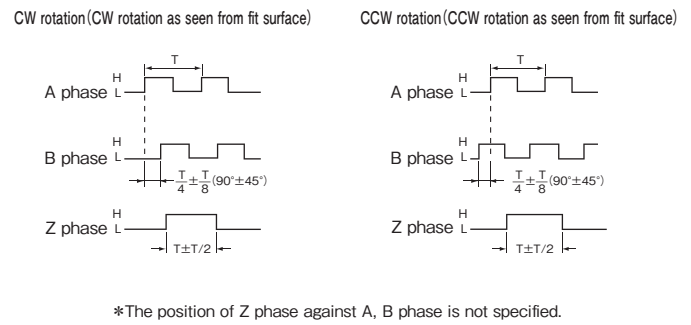 CW rotation(CW rotation as seen from fit surface)
CCW rotation(CCW rotation as seen from fit surface)
T
A phase H L
T
A phase H L
B phase H L
T/4±T/8(90°±45°)
B phase H L
T/4±T/8(90°±45°)
Z phase H L
T±T/2
Z phase H L
T±T/2
*The position of Z phase against A, B phase is not specified.